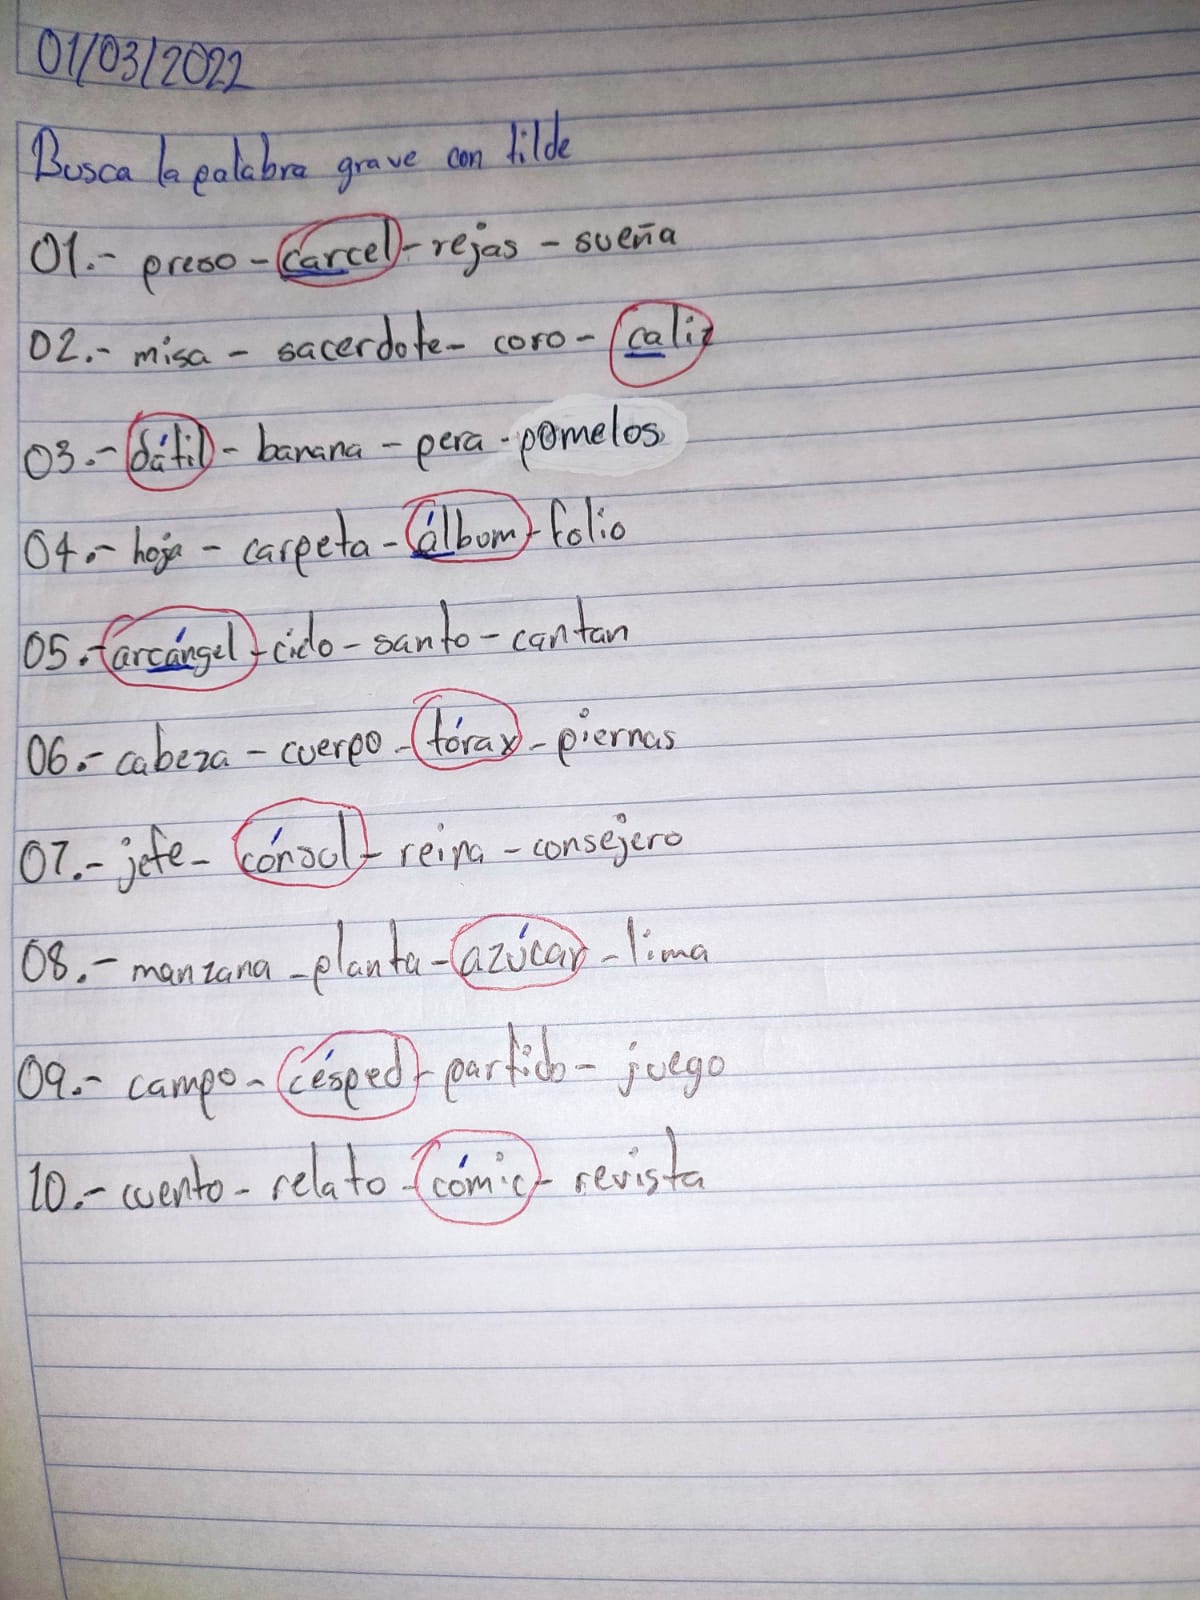 01/03/2022
Busca la palabra grave con tilde
01.- preso - carcel - rejas - sueña
02.- misa - sacerdote - coro - caliz
03.- dátil - banana - pera - pomelos
04.- hoja - carpeta - álbum - folio
05.- arcángel - cielo - santo - cantan
06.- cabeza - cuerpo - tórax - piernas
07.- jefe - cónsul - reina - consejero
08.- manzana - planta - azúcar - lima
09.- campo - césped - partido - juego
10.- cuento - relato - cómic - revista